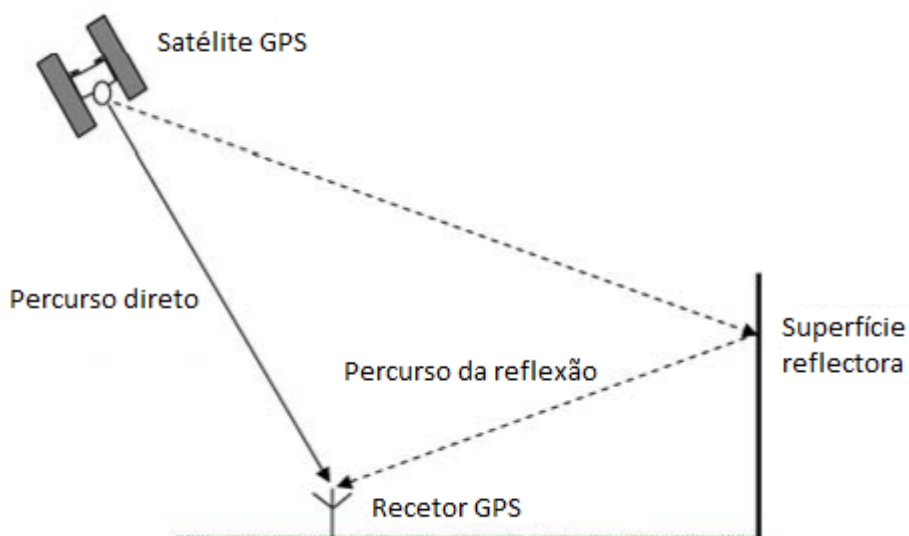 Satélite GPS
Percurso direto
Superfície
reflectora
Percurso da reflexão
Recetor GPS